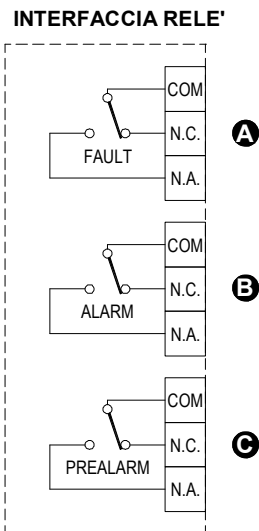 INTERFACCIA RELE'
COM
N.C.
A
FAULT
N.A.
COM
N.C.
B
ALARM
N.A.
COM
N.C.
C
PREALARM
N.A.